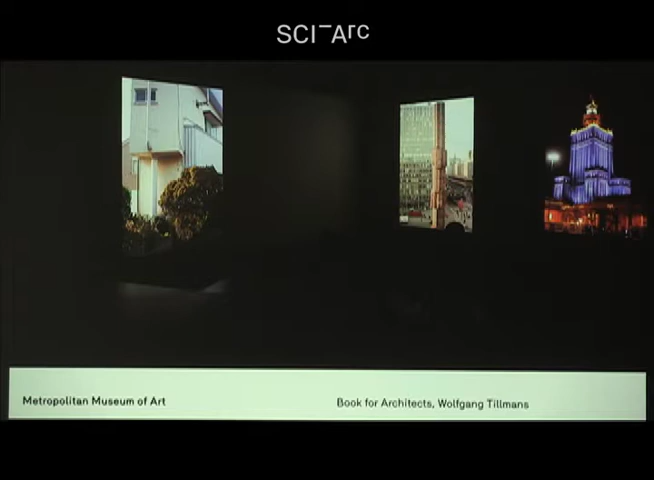 SCI-Arc
Metropolitan Museum of Art
Book for Architects, Wolfgang Tillmans